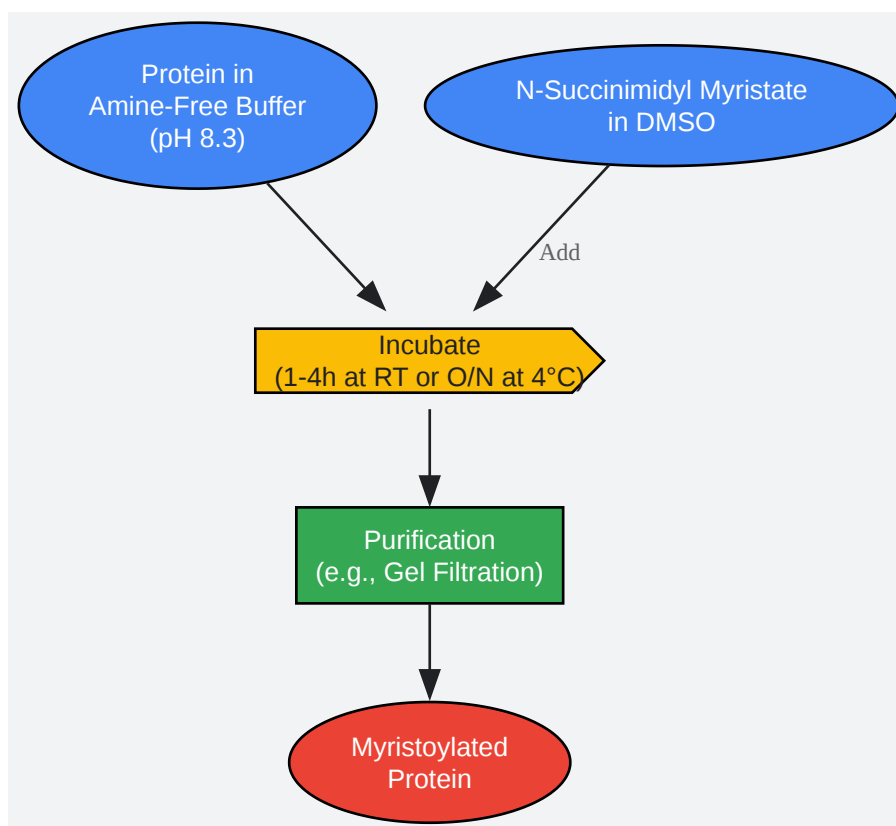 Protein in
Amine-Free Buffer
(pH 8.3)
N-Succinimidyl Myristate
in DMSO
Add
Incubate
(1-4h at RT or O/N at 4°C)
Purification
(e.g., Gel Filtration)
Myristoylated
Protein